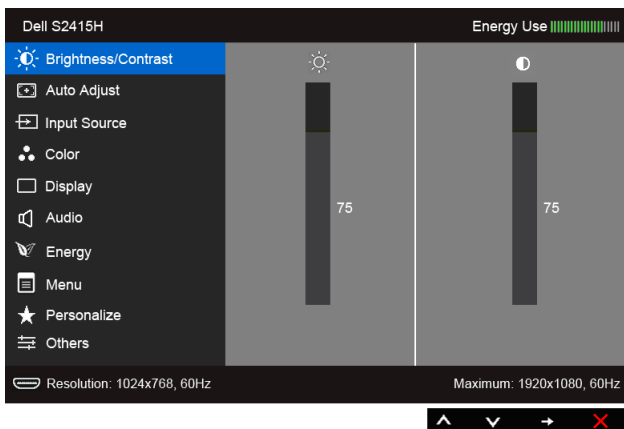 Dell S2415H
Energy Use
Brightness/Contrast
Auto Adjust
Input Source
Color
Display
Audio
Energy
Menu
Personalize
Others
75
75
Resolution: 1024x768, 60Hz
Maximum: 1920x1080, 60Hz